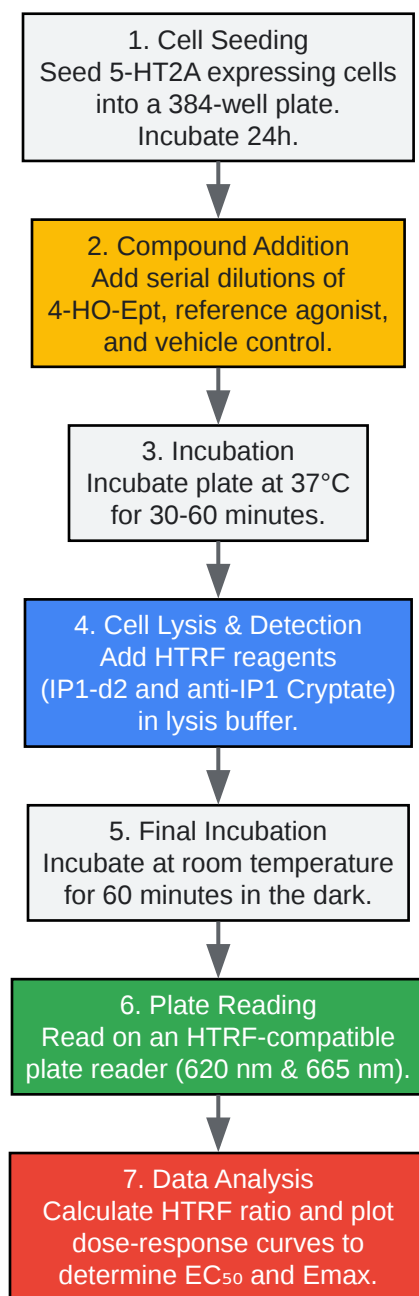 1. Cell Seeding
Seed 5-HT2A expressing cells
into a 384-well plate.
Incubate 24h.
2. Compound Addition
Add serial dilutions of
4-HO-Ept, reference agonist,
and vehicle control.
3. Incubation
Incubate plate at 37°C
for 30-60 minutes.
4. Cell Lysis & Detection
Add HTRF reagents
(IP1-d2 and anti-IP1 Cryptate)
in lysis buffer.
5. Final Incubation
Incubate at room temperature
for 60 minutes in the dark.
6. Plate Reading
Read on an HTRF-compatible
plate reader (620 nm & 665 nm).
7. Data Analysis
Calculate HTRF ratio and plot
dose-response curves to
determine EC₅₀ and Emax.